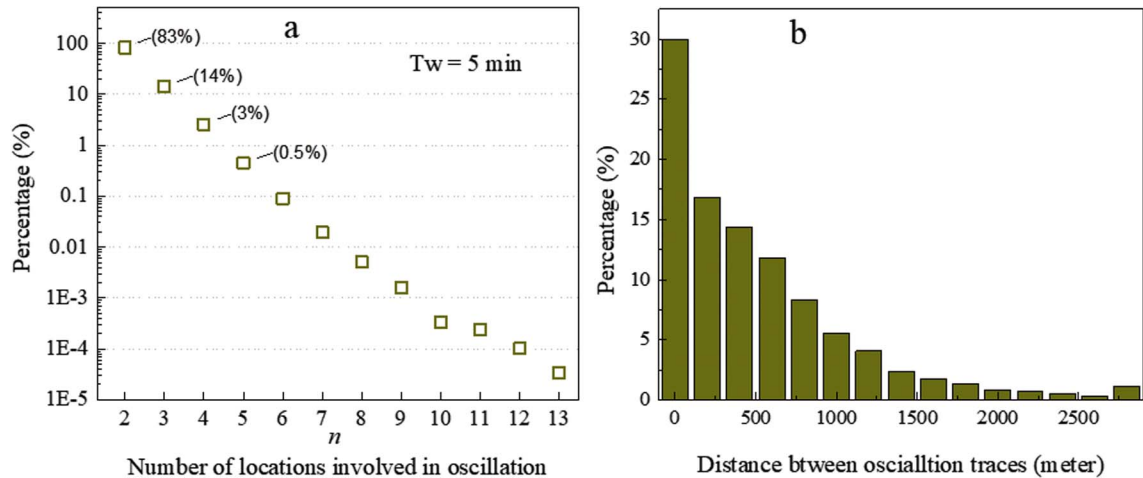 a
Tw = 5 min
(83%)
(14%)
(3%)
(0.5%)
Percentage (%)
100
10
1
0.1
0.01
1E-3
1E-4
1E-5
2 3 4 5 6 7 8 9 10 11 12 13
n
Number of locations involved in oscillation
b
Percentage (%)
30
25
20
15
10
5
0
0 500 1000 1500 2000 2500
Distance btween oscialltion traces (meter)